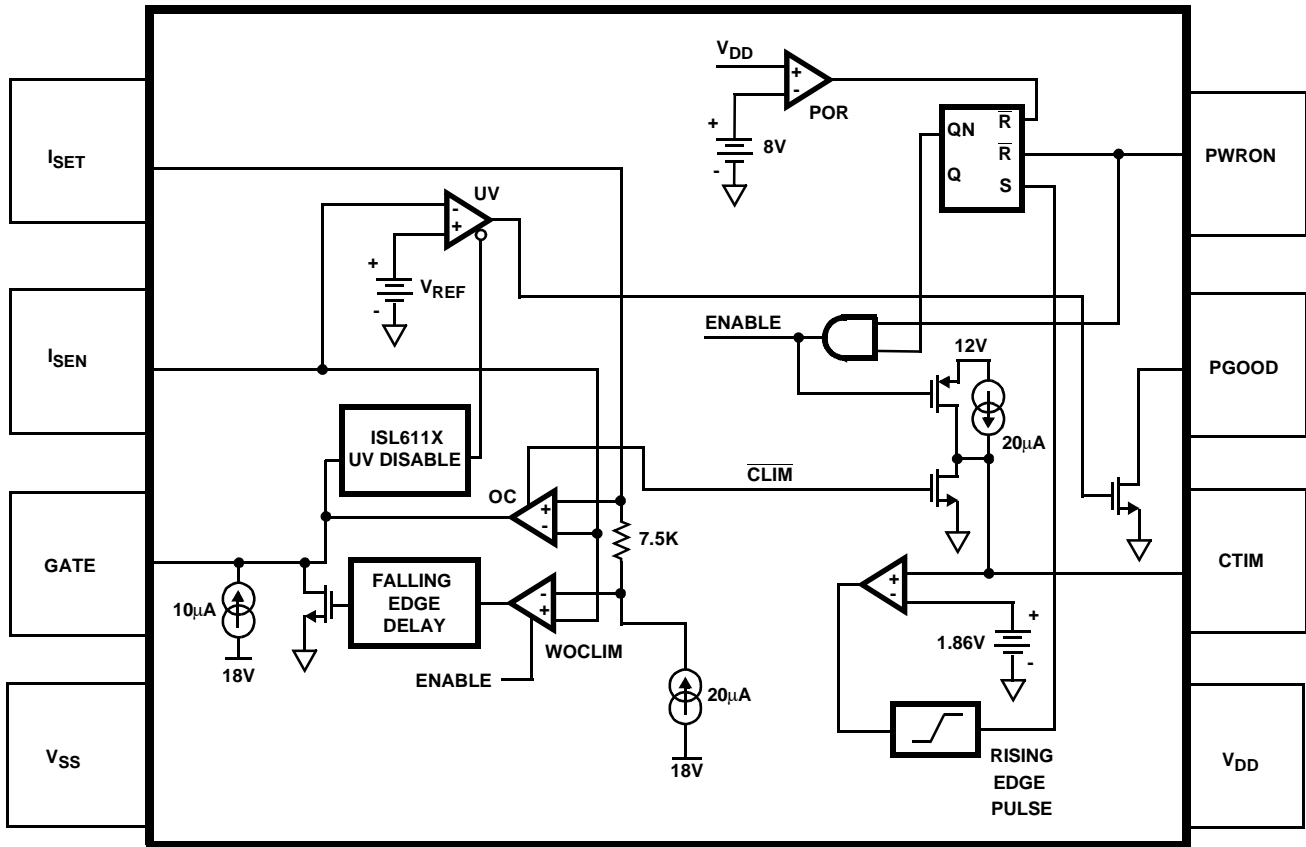 V_DD
+
-
POR
+
8V
-
QN
R̅
R̅
Q
S
I_SET
PWRON
UV
-
+
+
V_REF
-
ENABLE
12V
I_SEN
PGOOD
20µA
ISL611X
UV DISABLE
OC
C̅L̅I̅M̅
+
-
7.5K
GATE
CTIM
10µA
18V
FALLING
EDGE
DELAY
-
+
WOCLIM
ENABLE
+
-
1.86V
+
-
20µA
18V
V_SS
RISING
EDGE
PULSE
V_DD